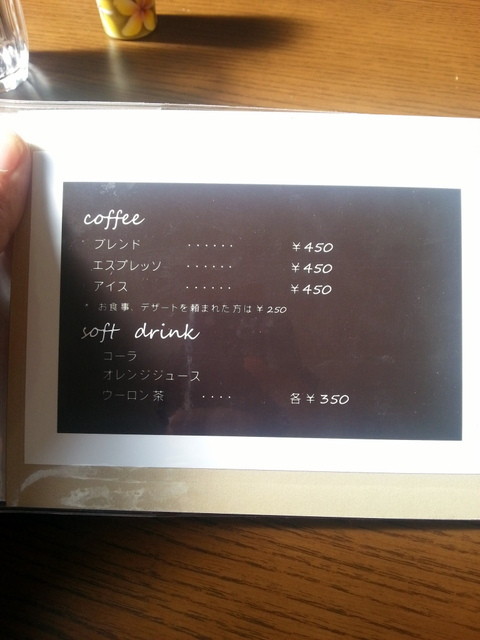 coffee
ブレンド ・・・・・・ ￥450
エスプレッソ ・・・・・・ ￥450
アイス ・・・・・・ ￥450
* お食事、デザートを頼まれた方は￥250
soft drink
コーラ
オレンジジュース
ウーロン茶 ・・・・ 各￥350